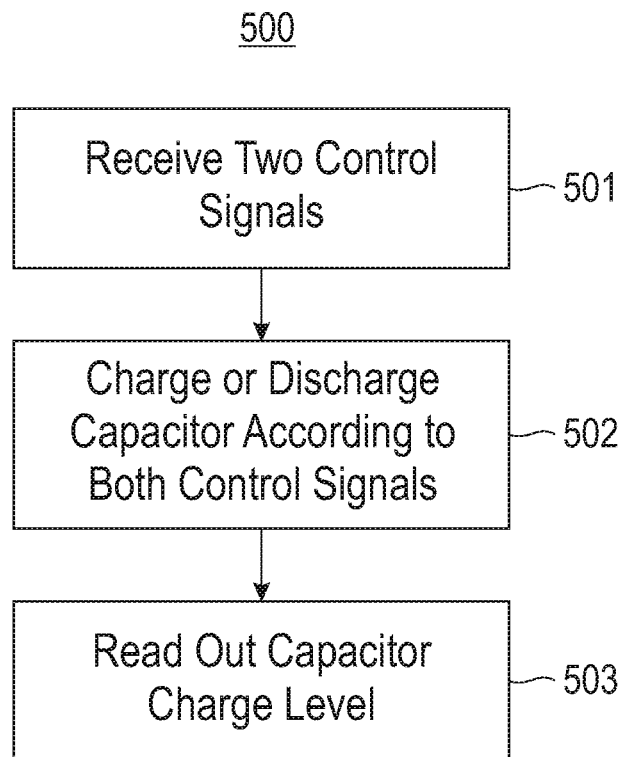 500
Receive Two Control
Signals
501
Charge or Discharge
Capacitor According to
Both Control Signals
502
Read Out Capacitor
Charge Level
503